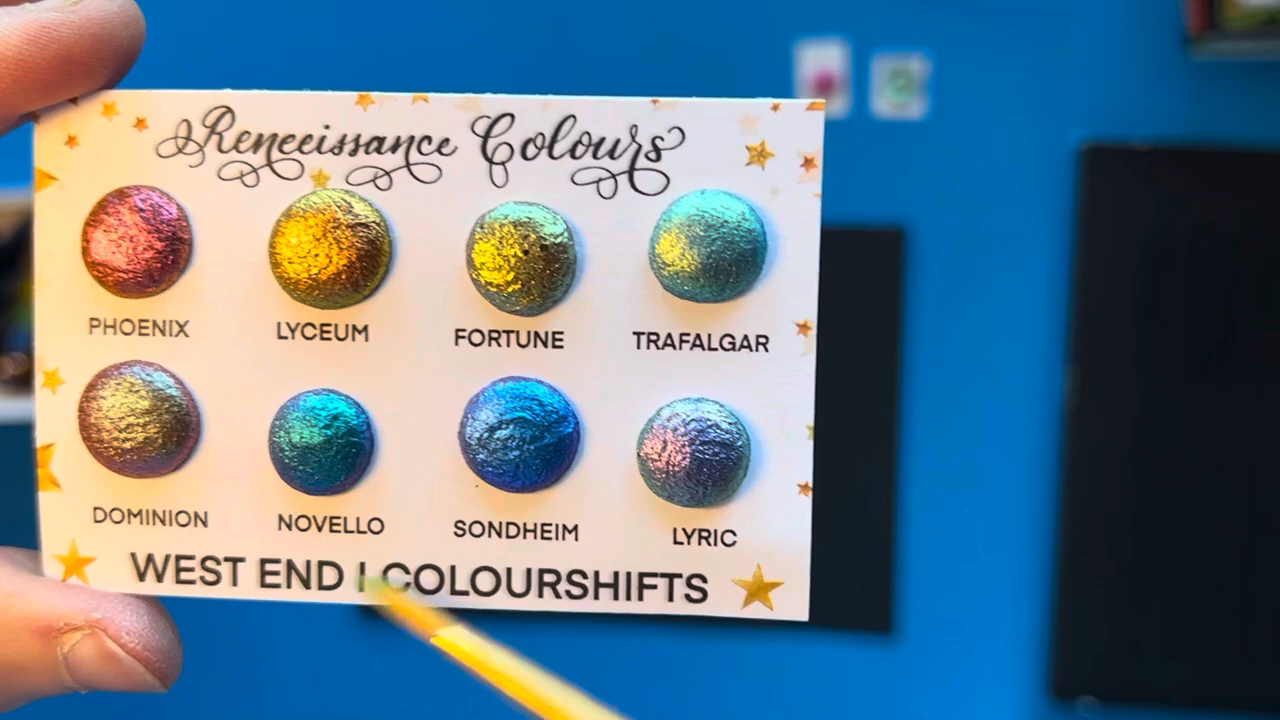 Reneeissance Colours
PHOENIX LYCEUM FORTUNE TRAFALGAR
DOMINION NOVELLO SONDHEIM LYRIC
WEST END I COLOURSHIFTS